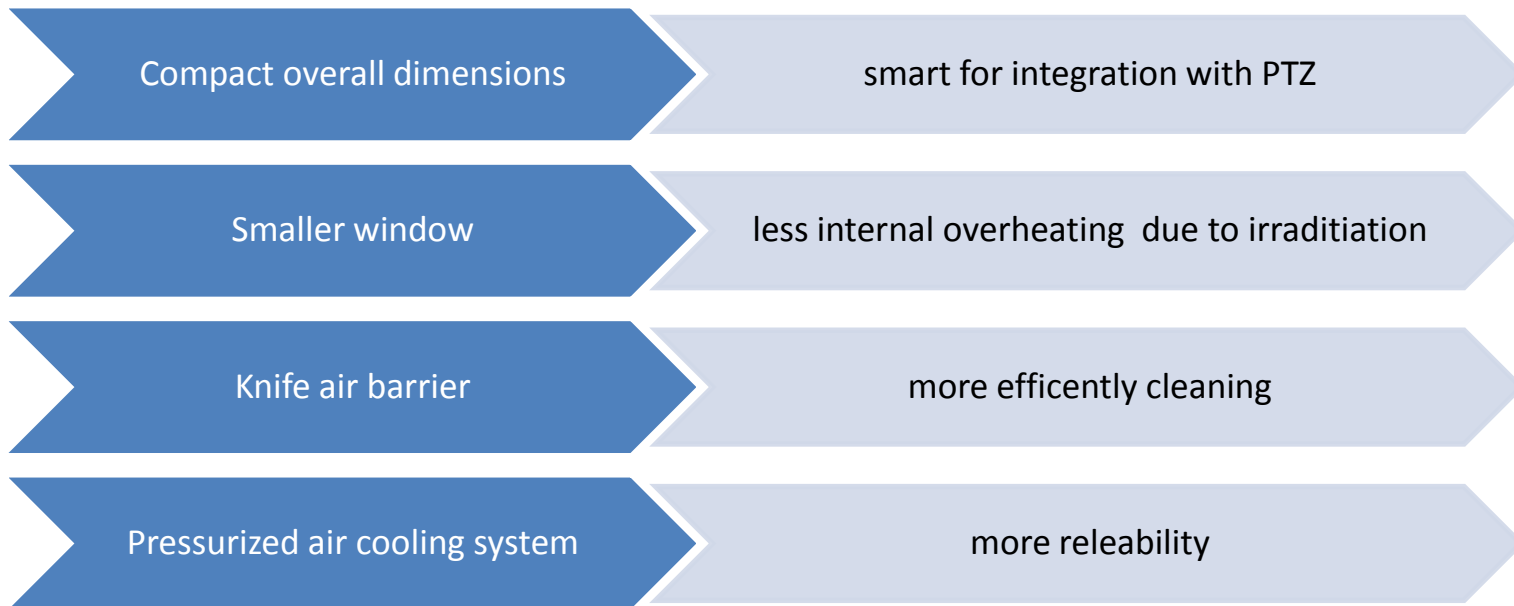 Compact overall dimensions
smart for integration with PTZ
Smaller window
less internal overheating  due to irraditiation
Knife air barrier
more efficently cleaning
Pressurized air cooling system
more releability